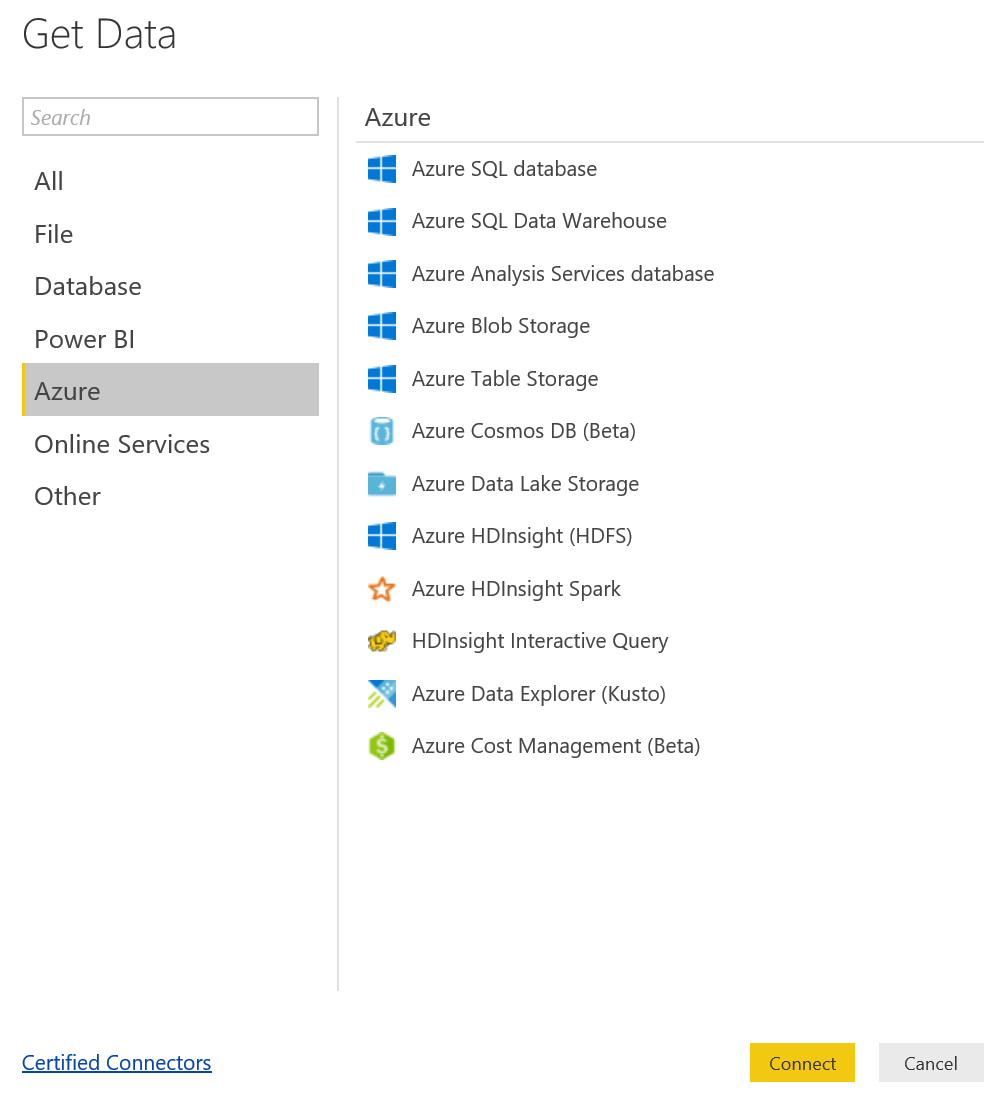 Get Data
Search
All
File
Database
Power BI
Azure
Online Services
Other
Azure
Azure SQL database
Azure SQL Data Warehouse
Azure Analysis Services database
Azure Blob Storage
Azure Table Storage
Azure Cosmos DB (Beta)
Azure Data Lake Storage
Azure HDInsight (HDFS)
Azure HDInsight Spark
HDInsight Interactive Query
Azure Data Explorer (Kusto)
Azure Cost Management (Beta)
Certified Connectors
Connect
Cancel